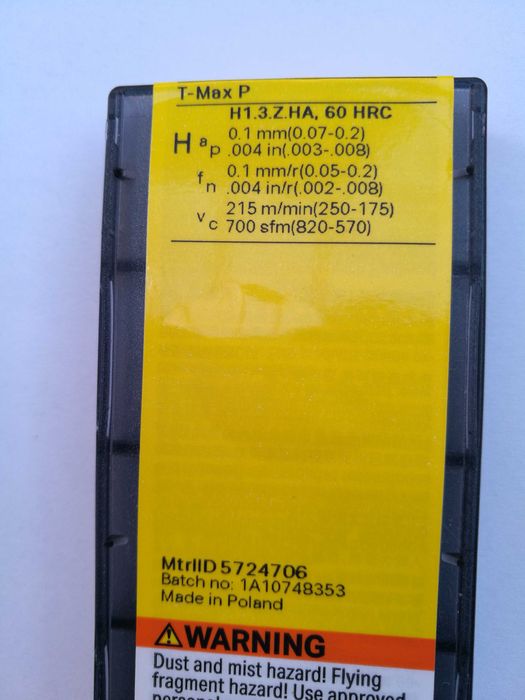 T-Max P
H1.3.Z.HA, 60 HRC
H ap 0.1 mm(0.07-0.2)
.004 in(.003-.008)
fn 0.1 mm/r(0.05-0.2)
.004 in/r(.002-.008)
vc 215 m/min(250-175)
700 sfm(820-570)
MtrlID 5724706
Batch no: 1A10748353
Made in Poland
⚠WARNING
Dust and mist hazard! Flying
fragment hazard! Use approved